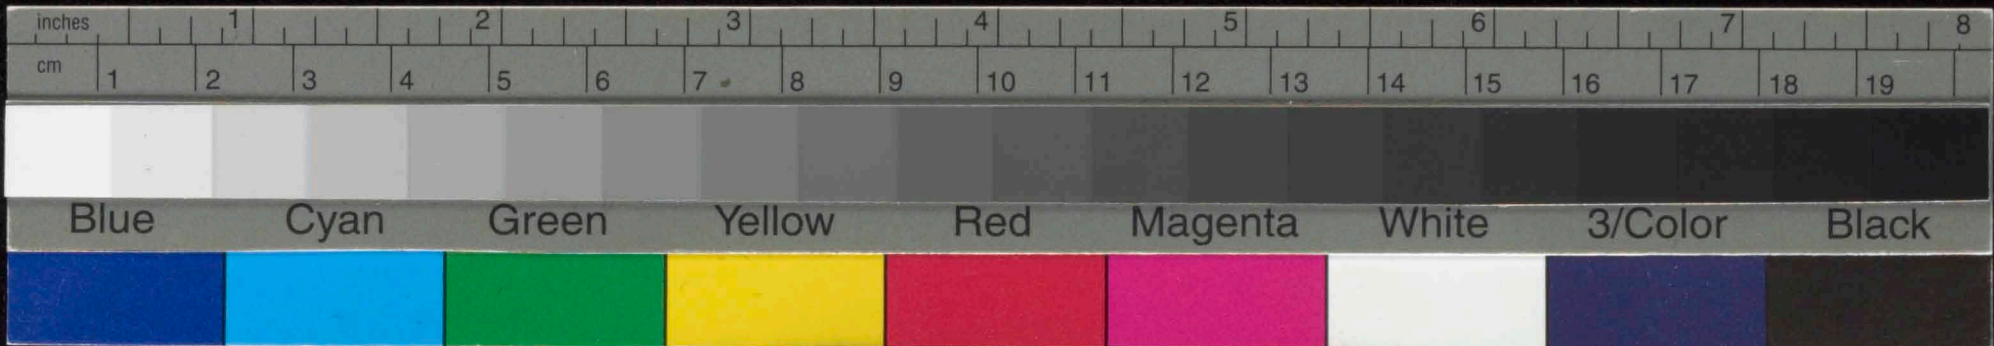 inches 1 2 3 4 5 6 7 8
cm 1 2 3 4 5 6 7 8 9 10 11 12 13 14 15 16 17 18 19
Blue Cyan Green Yellow Red Magenta White 3/Color Black